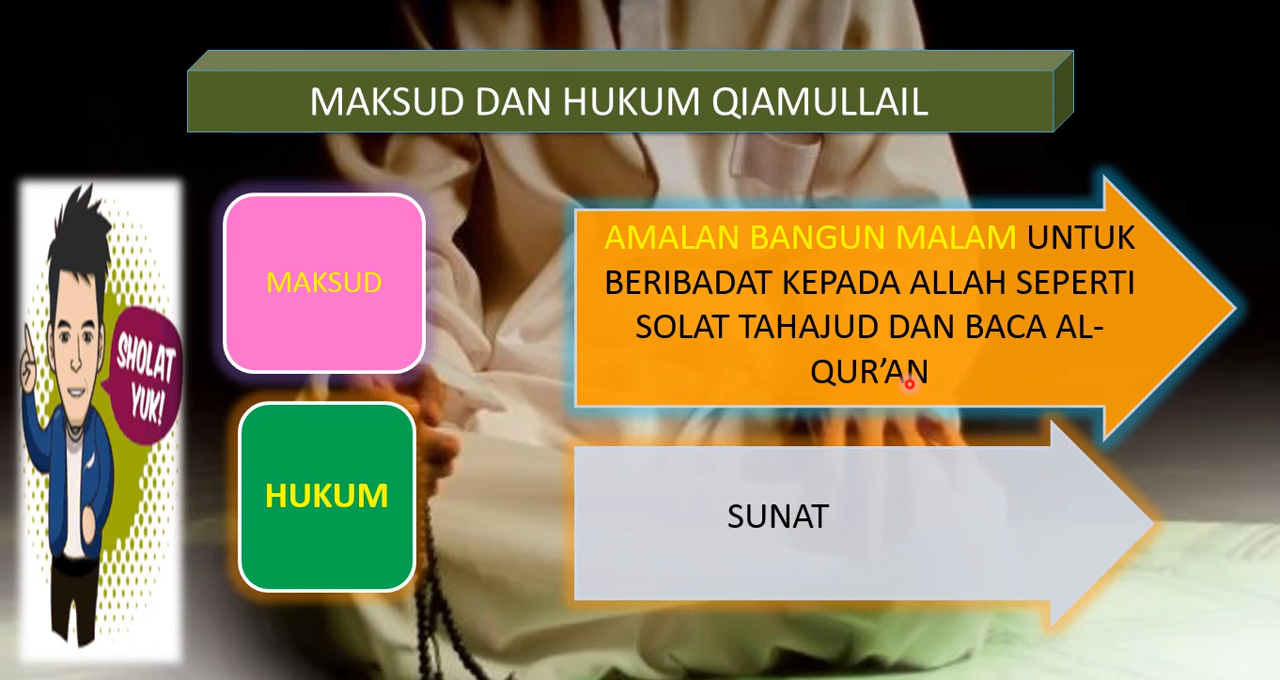 MAKSUD DAN HUKUM QIAMULLAIL
SHOLAT
YUK!
MAKSUD
AMALAN BANGUN MALAM UNTUK
BERIBADAT KEPADA ALLAH SEPERTI
SOLAT TAHAJUD DAN BACA AL-
QUR’AN
HUKUM
SUNAT